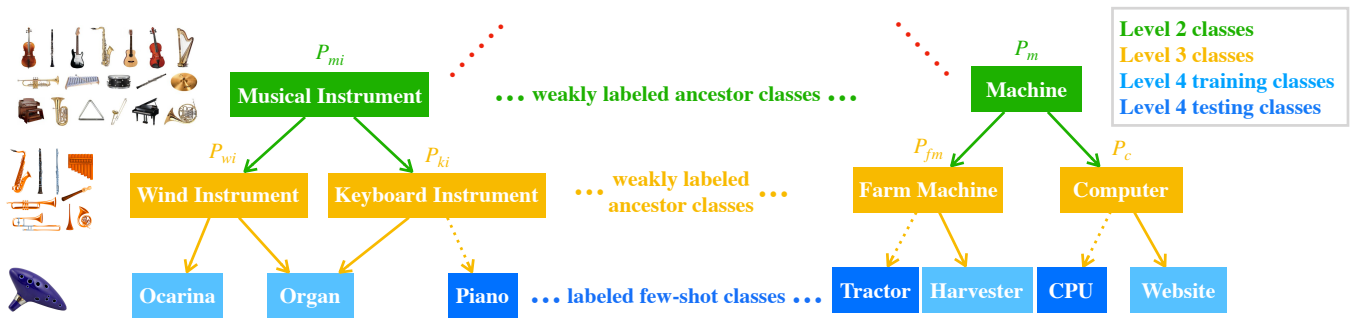 P_mi
P_m
Level 2 classes
Level 3 classes
Level 4 training classes
Level 4 testing classes
Musical Instrument
... weakly labeled ancestor classes ...
Machine
P_wi
P_ki
P_fm
P_c
Wind Instrument
Keyboard Instrument
... weakly labeled ...
ancestor classes
Farm Machine
Computer
Ocarina
Organ
Piano
... labeled few-shot classes ...
Tractor
Harvester
CPU
Website